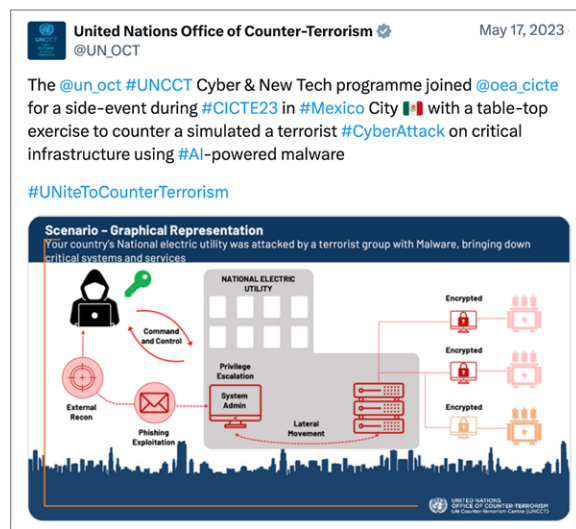 United Nations Office of Counter-Terrorism
May 17, 2023
@UN_OCT
The @un_oct #UNCCT Cyber & New Tech programme joined @oea_cicte
for a side-event during #CICTE23 in #Mexico City 🇲🇽 with a table-top
exercise to counter a simulated a terrorist #CyberAttack on critical
infrastructure using #AI-powered malware
#UNiteToCounterTerrorism
Scenario – Graphical Representation
Your country's National electric utility was attacked by a terrorist group with Malware, bringing down
critical systems and services
NATIONAL ELECTRIC
UTILITY
Command
and Control
External
Recon
Phishing
Exploitation
Privilege
Escalation
System
Admin
Lateral
Movement
Encrypted
Encrypted
Encrypted
UNITED NATIONS
OFFICE OF COUNTER-TERRORISM
UN Counter-Terrorism Centre (UNCCT)